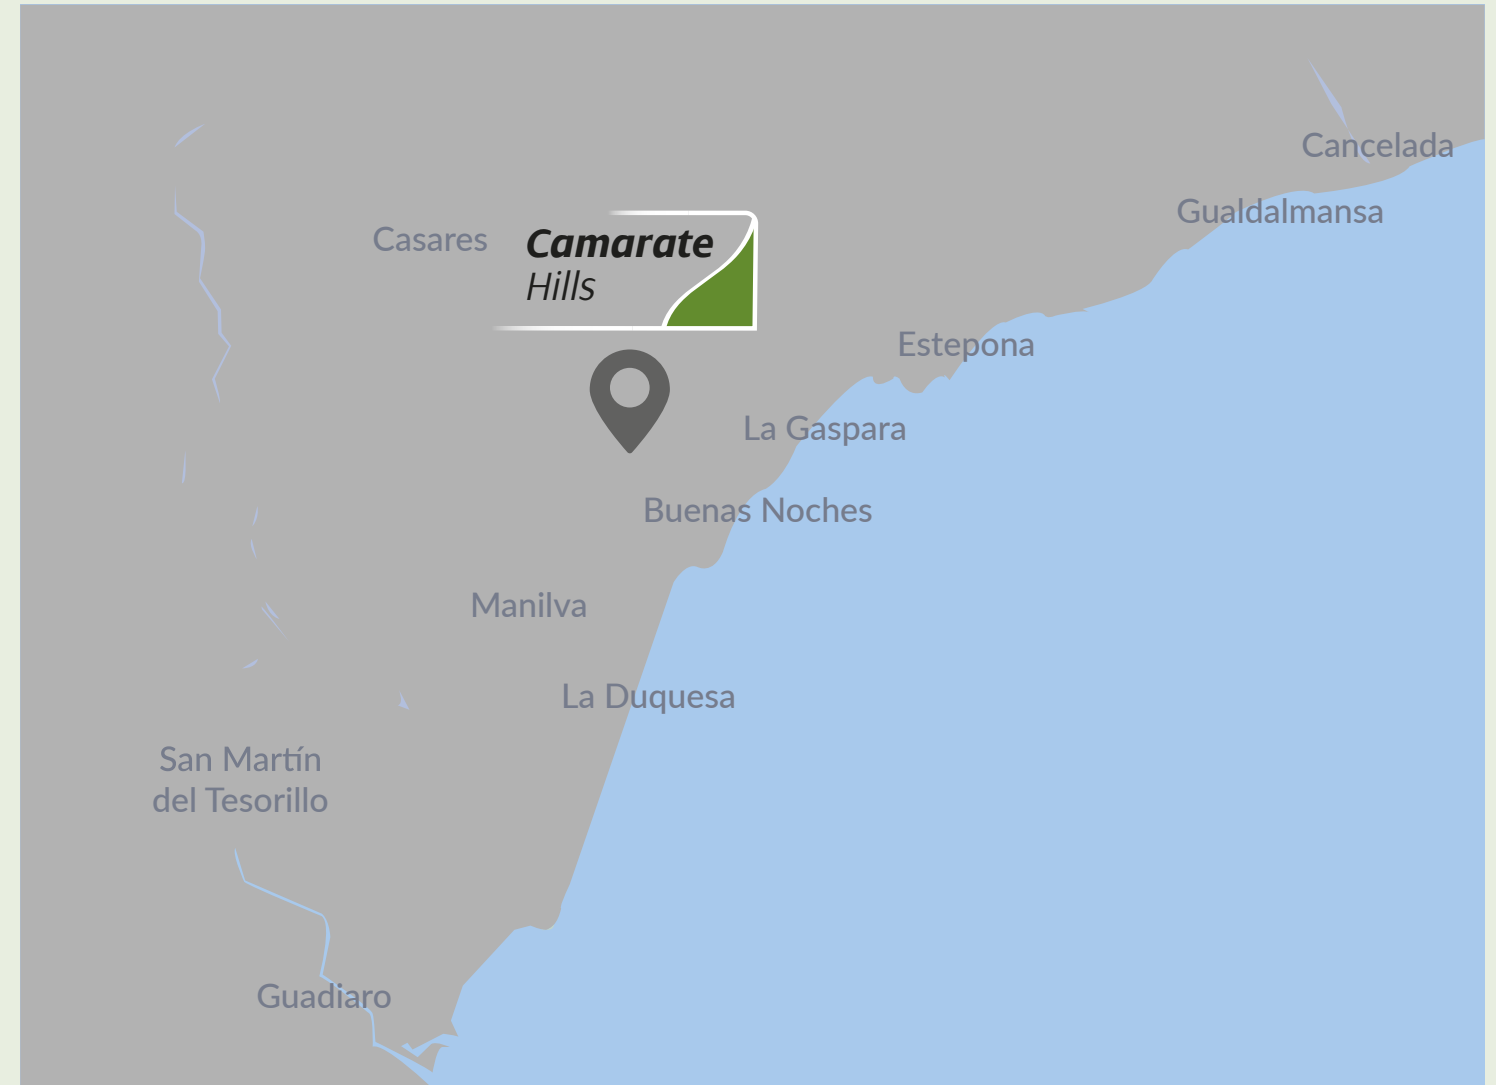 Cancelada
Gualdalmansa
Casares
Camarate
Hills
Estepona
La Gaspara
Buenas Noches
Manilva
La Duquesa
San Martín
del Tesorillo
Guadiaro